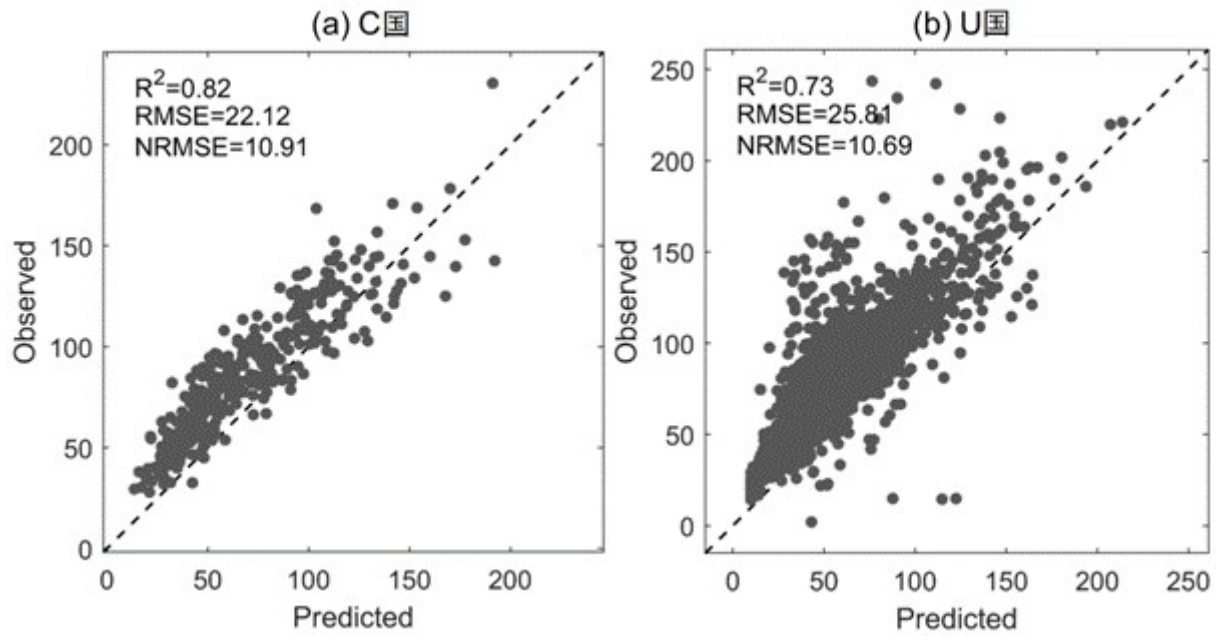 (a) C国
R²=0.82
RMSE=22.12
NRMSE=10.91
Observed
200
150
100
50
0
0 50 100 150 200
Predicted
(b) U国
R²=0.73
RMSE=25.81
NRMSE=10.69
Observed
250
200
150
100
50
0
0 50 100 150 200 250
Predicted